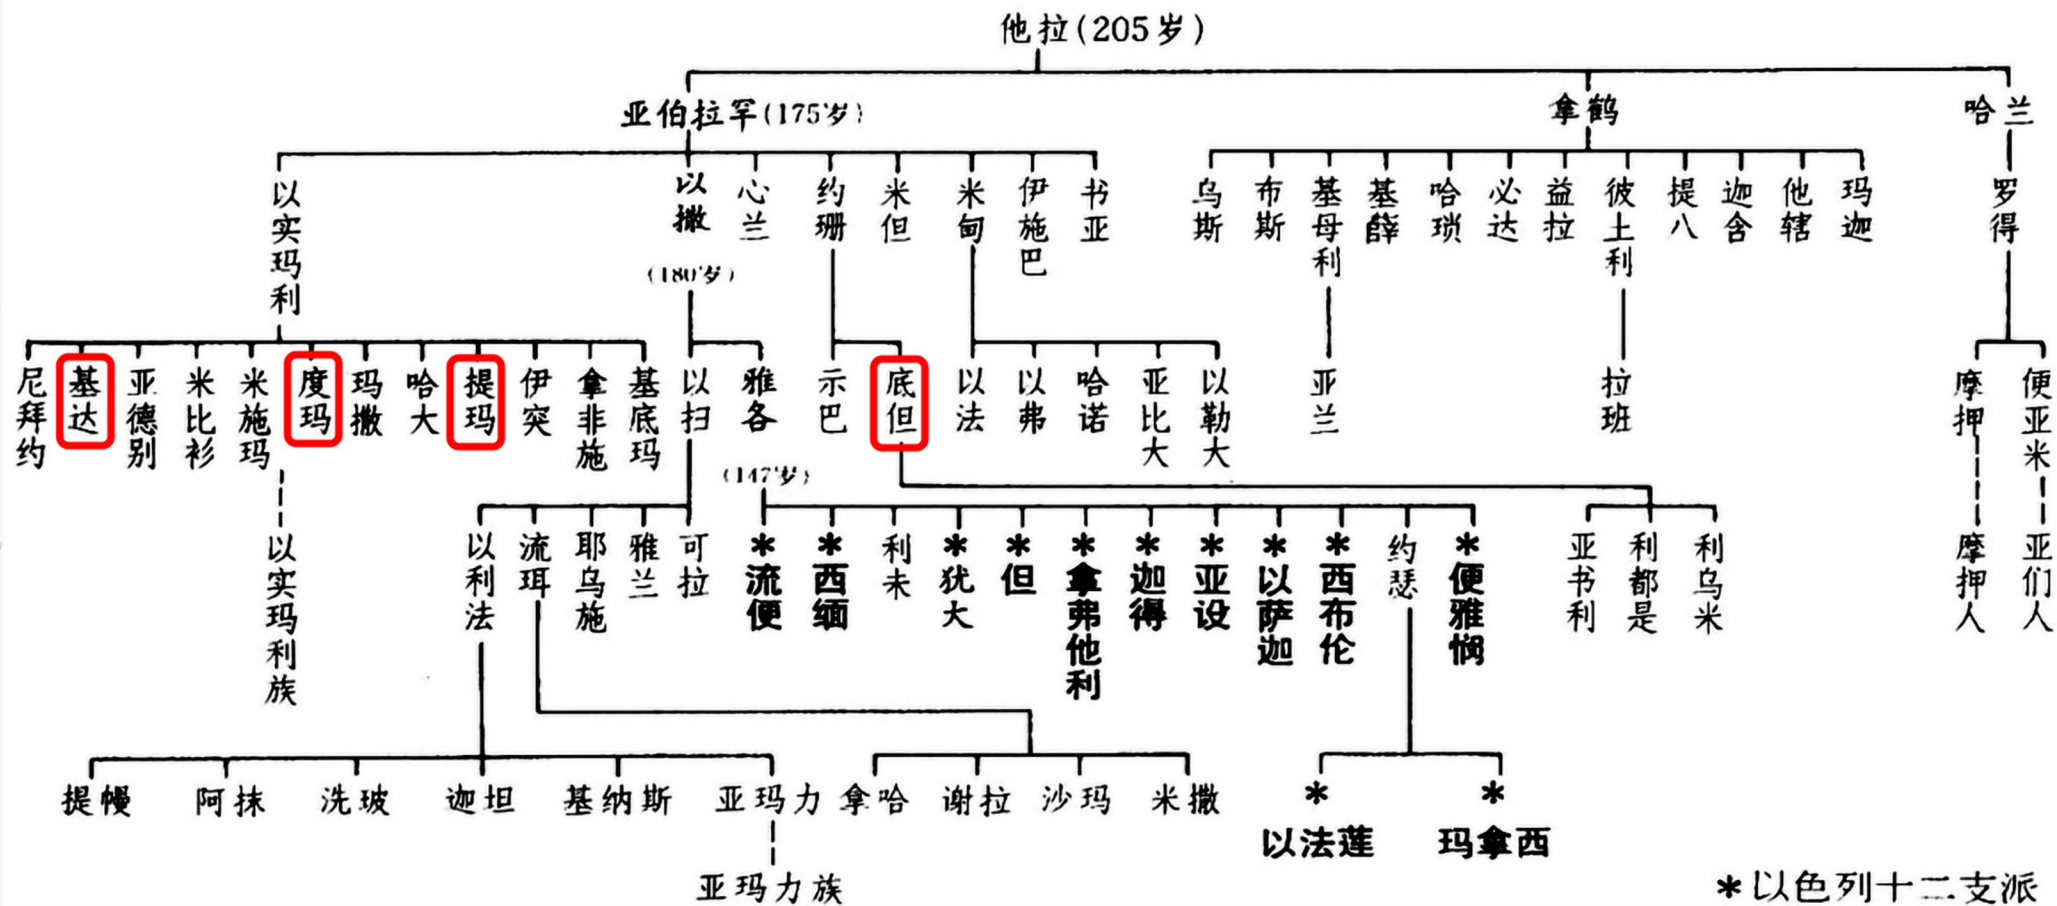 他拉(205岁)
亚伯拉罕(175岁)
拿鹤
哈兰
以实玛利
以撒
心兰
约珊
米但
米甸
伊施巴
书亚
乌斯
布斯
基母利
基薛
哈琐
必达
益拉
彼土利
提八
迦含
他辖
玛迦
罗得
(180岁)
尼拜约
基达
亚德别
米比衫
米施玛
度玛
玛撒
哈大
提玛
伊突
拿非施
基底玛
以扫
雅各
示巴
底但
以法
以弗
哈诺
亚比大
以勒大
亚兰
拉班
摩押
便亚米
(147岁)
以实玛利族
以利法
流珥
耶乌施
雅兰
可拉
*流便
*西缅
利未
*犹大
*但
*拿弗他利
*迦得
*亚设
*以萨迦
*西布伦
约瑟
*便雅悯
亚书利
利都是
利乌米
摩押人
亚们人
提幔
阿抹
洗玻
迦坦
基纳斯
亚玛力
拿哈
谢拉
沙玛
米撒
*以法莲
*玛拿西
亚玛力族
*以色列十二支派